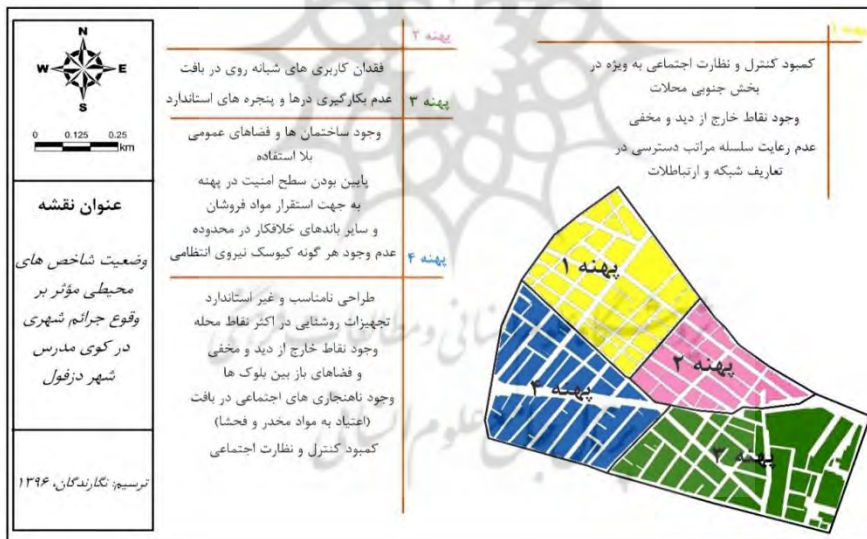 پهنه ۱
کمبود کنترل و نظارت اجتماعی به ویژه در
بخش جنوبی محلات
وجود نقاط خارج از دید و مخفی
عدم رعایت سلسله مراتب دسترسی در
تعاریف شبکه و ارتباطلات
پهنه ۲
فقدان کاربری های شبانه روی در بافت
عدم بکارگیری درها و پنجره های استاندارد
پهنه ۳
وجود ساختمان ها و فضاهای عمومی
بلا استفاده
پایین بودن سطح امنیت در پهنه
به جهت استقرار مواد فروشان
و سایر باندهای خلافکار در محدوده
عدم وجود هر گونه کیوسک نیروی انتظامی
پهنه ۴
طراحی نامناسب و غیر استاندارد
تجهیزات روشنایی در اکثر نقاط محله
وجود نقاط خارج از دید و مخفی
و فضاهای باز بین بلوک ها
وجود ناهنجاری های اجتماعی در بافت
(اعتیاد به مواد مخدر و فحشا)
کمبود کنترل و نظارت اجتماعی
پهنه ۱
پهنه ۲
پهنه ۳
پهنه ۴
N
W E
S
0 0.125 0.25
km
عنوان نقشه
وضعیت شاخص های
محیطی مؤثر بر
وقوع جرائم شهری
در کوی مدرس
شهر دزفول
ترسیم: نگارندگان، ۱۳۹۶
پرتال جامع علوم انسانی